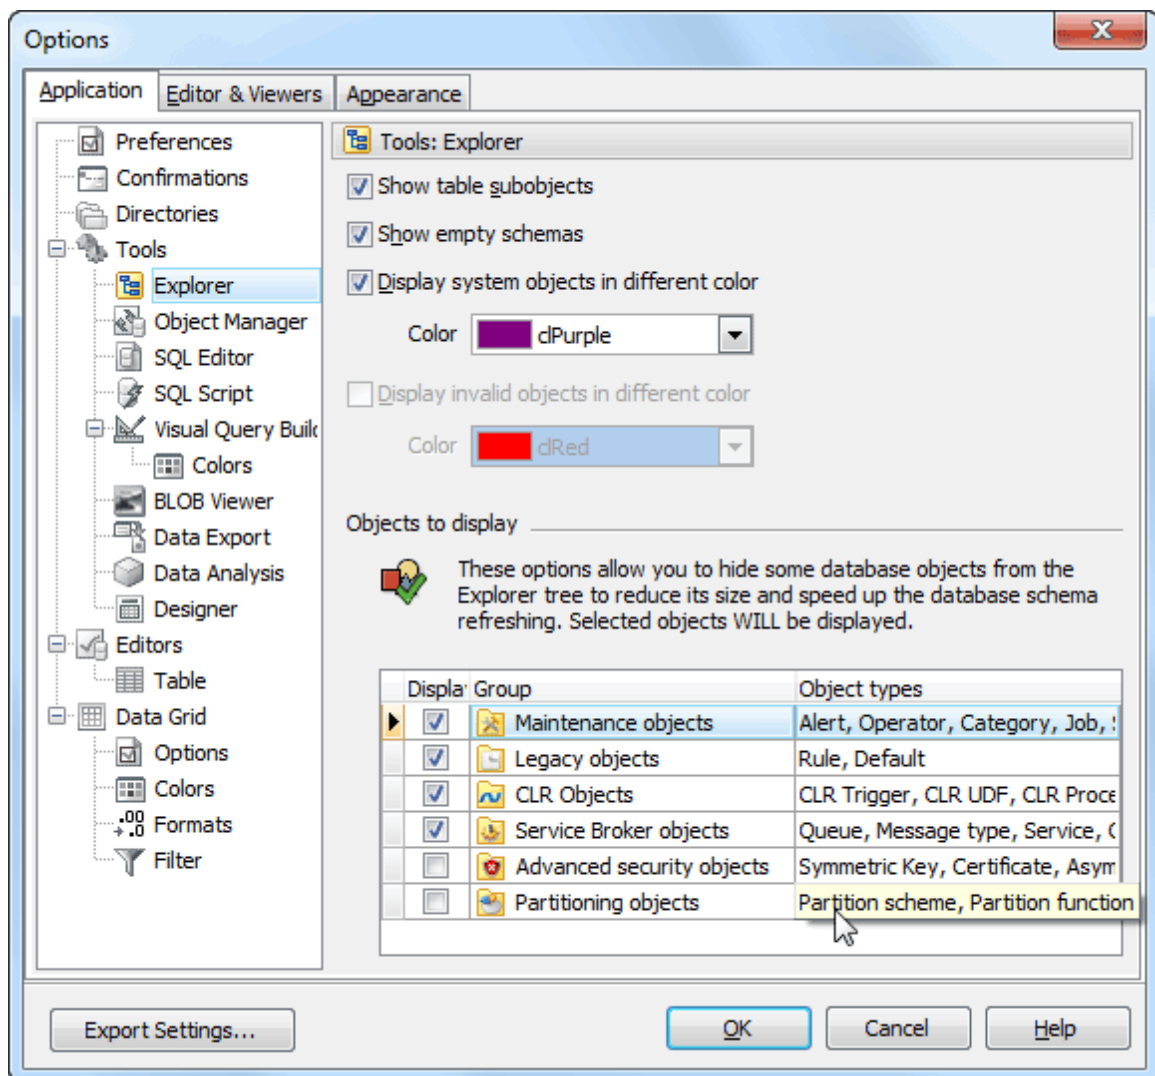 Options
Application
Editor & Viewers
Appearance
Preferences
Confirmations
Directories
Tools
Explorer
Object Manager
SQL Editor
SQL Script
Visual Query Builc
Colors
BLOB Viewer
Data Export
Data Analysis
Designer
Editors
Table
Data Grid
Options
Colors
Formats
Filter
Tools: Explorer
Show table subobjects
Show empty schemas
Display system objects in different color
Color clPurple
Display invalid objects in different color
Color clRed
Objects to display
These options allow you to hide some database objects from the
Explorer tree to reduce its size and speed up the database schema
refreshing. Selected objects WILL be displayed.
Display Group Object types
Maintenance objects Alert, Operator, Category, Job,
Legacy objects Rule, Default
CLR Objects CLR Trigger, CLR UDF, CLR Proce
Service Broker objects Queue, Message type, Service,
Advanced security objects Symmetric Key, Certificate, Asym
Partitioning objects Partition scheme, Partition function
Export Settings...
OK
Cancel
Help